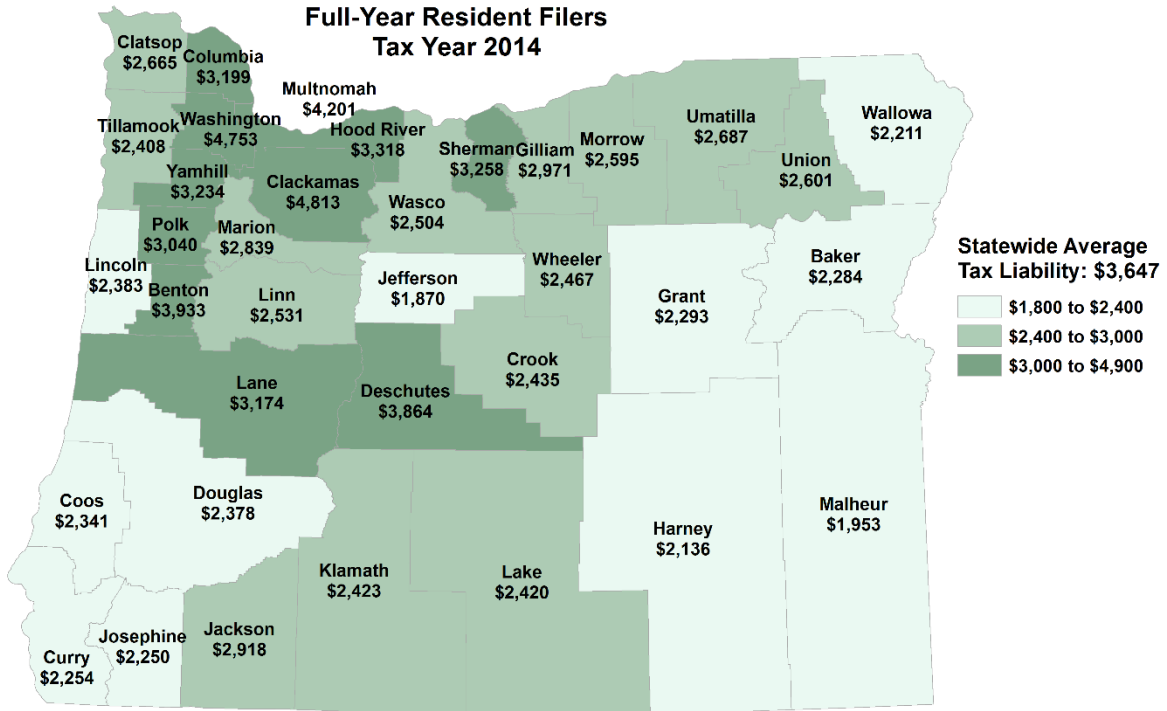 Full-Year Resident Filers
Tax Year 2014
Clatsop
$2,665
Columbia
$3,199
Multnomah
$4,201
Tillamook
$2,408
Washington
$4,753
Hood River
$3,318
Sherman
$3,258
Gilliam
$2,971
Morrow
$2,595
Umatilla
$2,687
Union
$2,601
Wallowa
$2,211
Yamhill
$3,234
Clackamas
$4,813
Wasco
$2,504
Polk
$3,040
Marion
$2,839
Lincoln
$2,383
Benton
$3,933
Linn
$2,531
Jefferson
$1,870
Wheeler
$2,467
Grant
$2,293
Baker
$2,284
Statewide Average
Tax Liability: $3,647
$1,800 to $2,400
$2,400 to $3,000
$3,000 to $4,900
Lane
$3,174
Deschutes
$3,864
Crook
$2,435
Coos
$2,341
Douglas
$2,378
Klamath
$2,423
Lake
$2,420
Harney
$2,136
Malheur
$1,953
Curry
$2,254
Josephine
$2,250
Jackson
$2,918